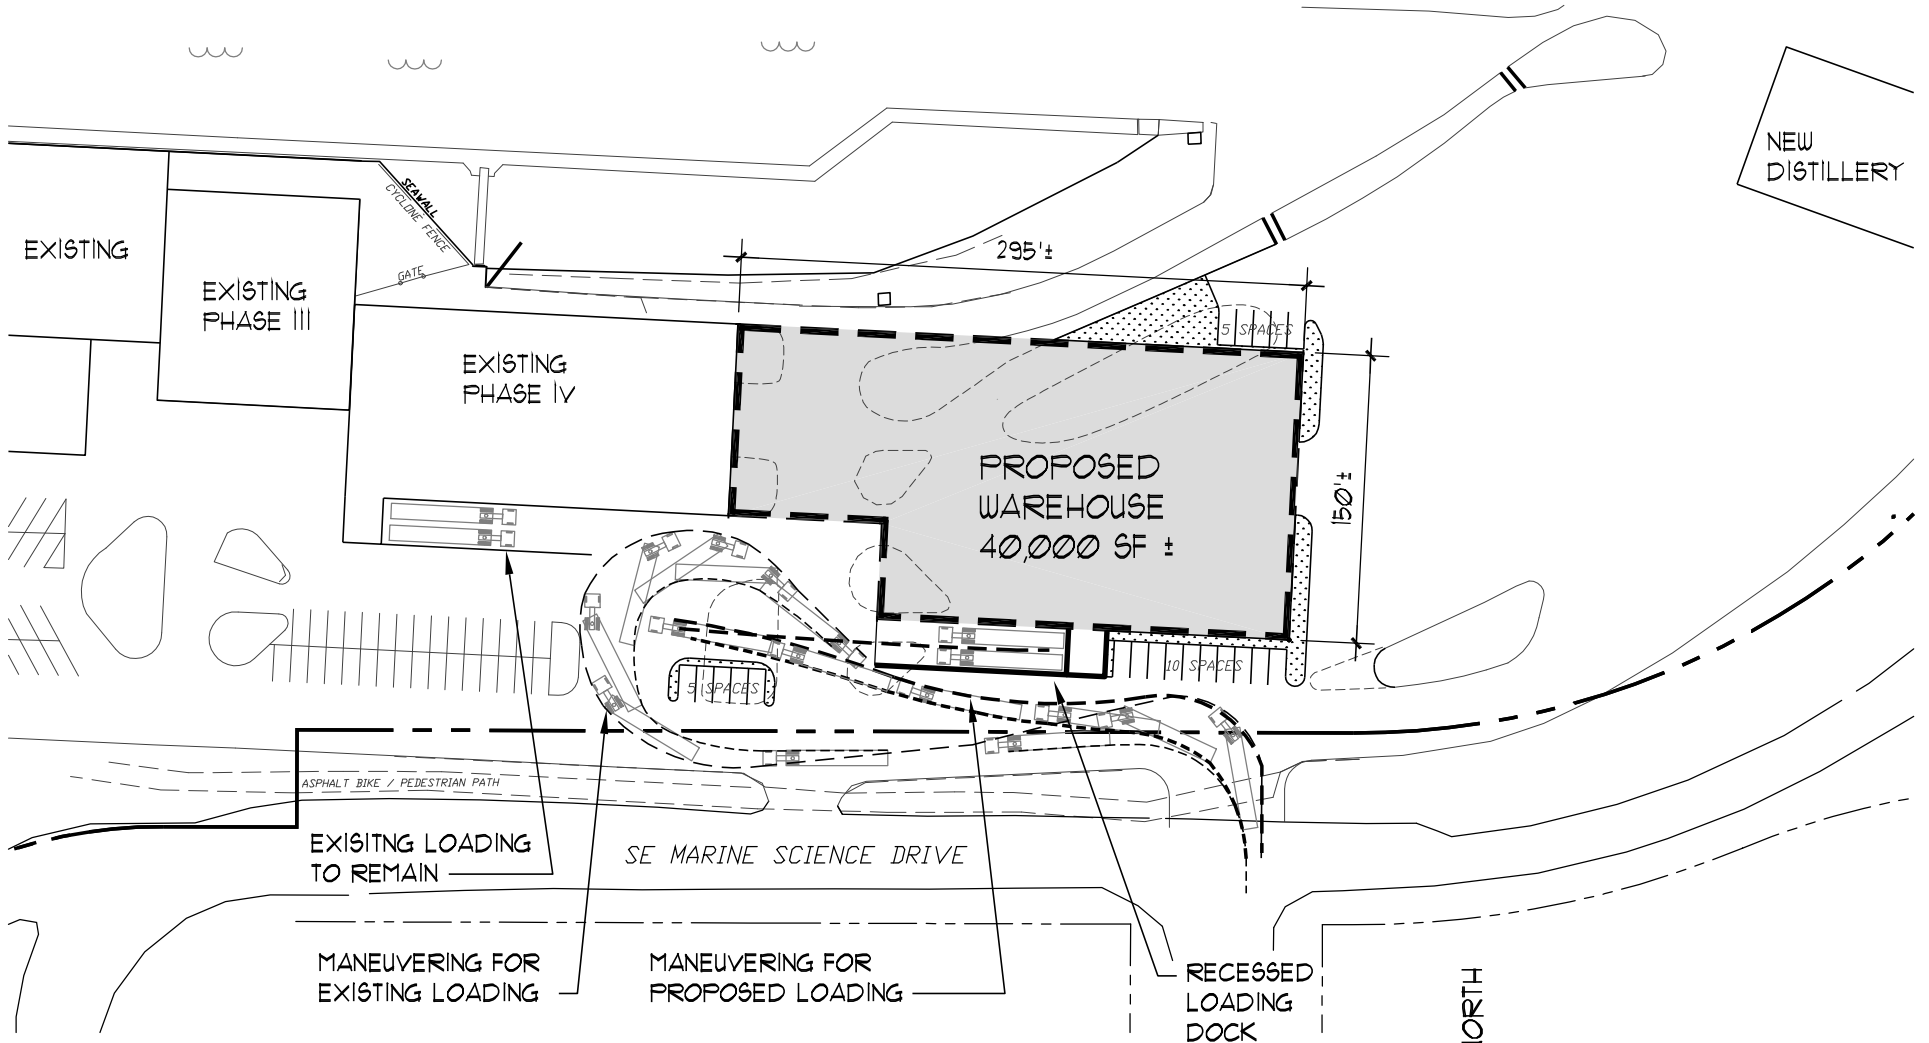 NEW
DISTILLERY
SEAWALL
CYCLONE FENCE
GATE
EXISTING
EXISTING
PHASE III
295'±
5 SPACES
EXISTING
PHASE IV
PROPOSED
WAREHOUSE
40,000 SF ±
150'±
10 SPACES
5 SPACES
ASPHALT BIKE / PEDESTRIAN PATH
EXISITNG LOADING
TO REMAIN
SE MARINE SCIENCE DRIVE
MANEUVERING FOR
EXISTING LOADING
MANEUVERING FOR
PROPOSED LOADING
RECESSED
LOADING
DOCK
NORTH